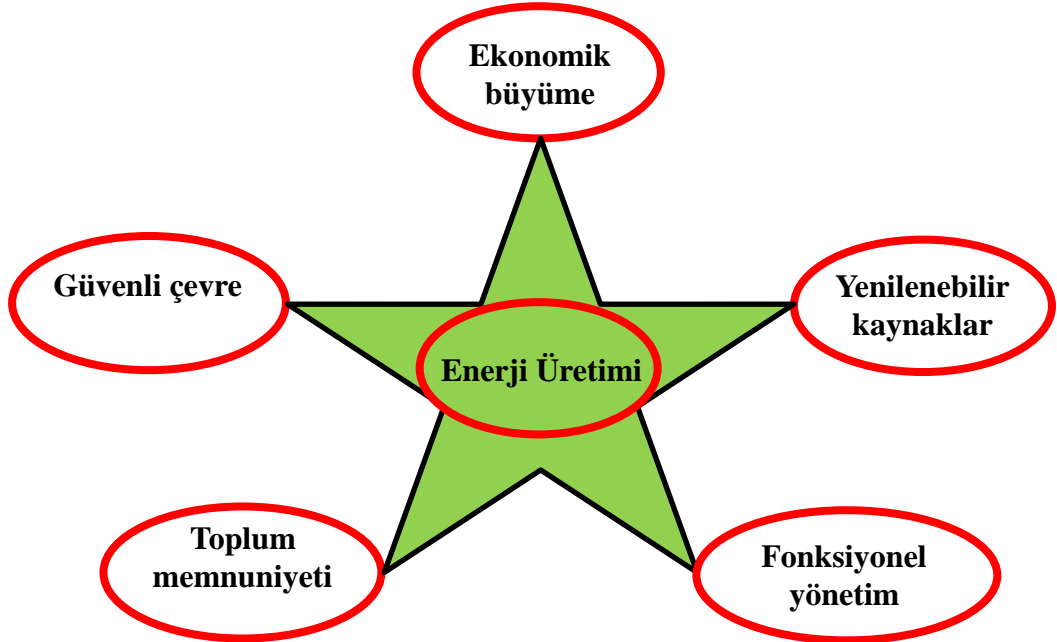 Ekonomik
büyüme
Güvenli çevre
Yenilenebilir
kaynaklar
Enerji Üretimi
Toplum
memnuniyeti
Fonksiyonel
yönetim